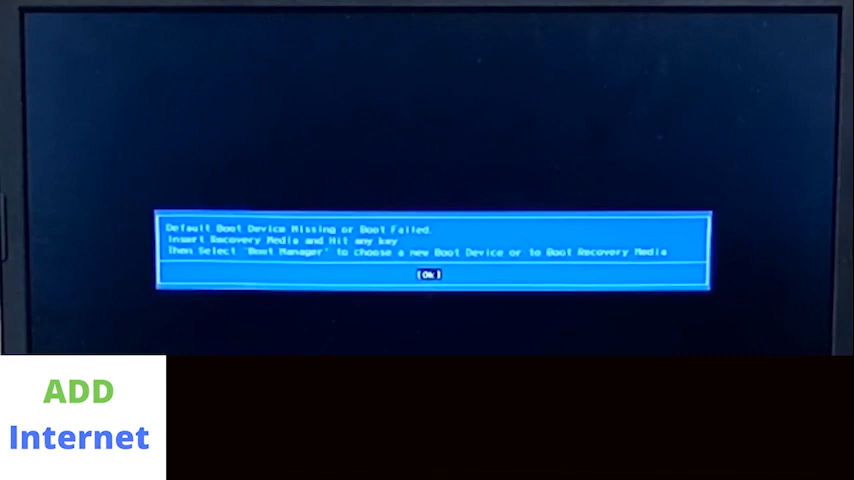 Default Boot Device Missing or Boot Failed.
Insert Recovery Media and Hit any key
Then Select 'Boot Manager' to choose a new Boot Device or to Boot Recovery Media
[Ok]
ADD
Internet